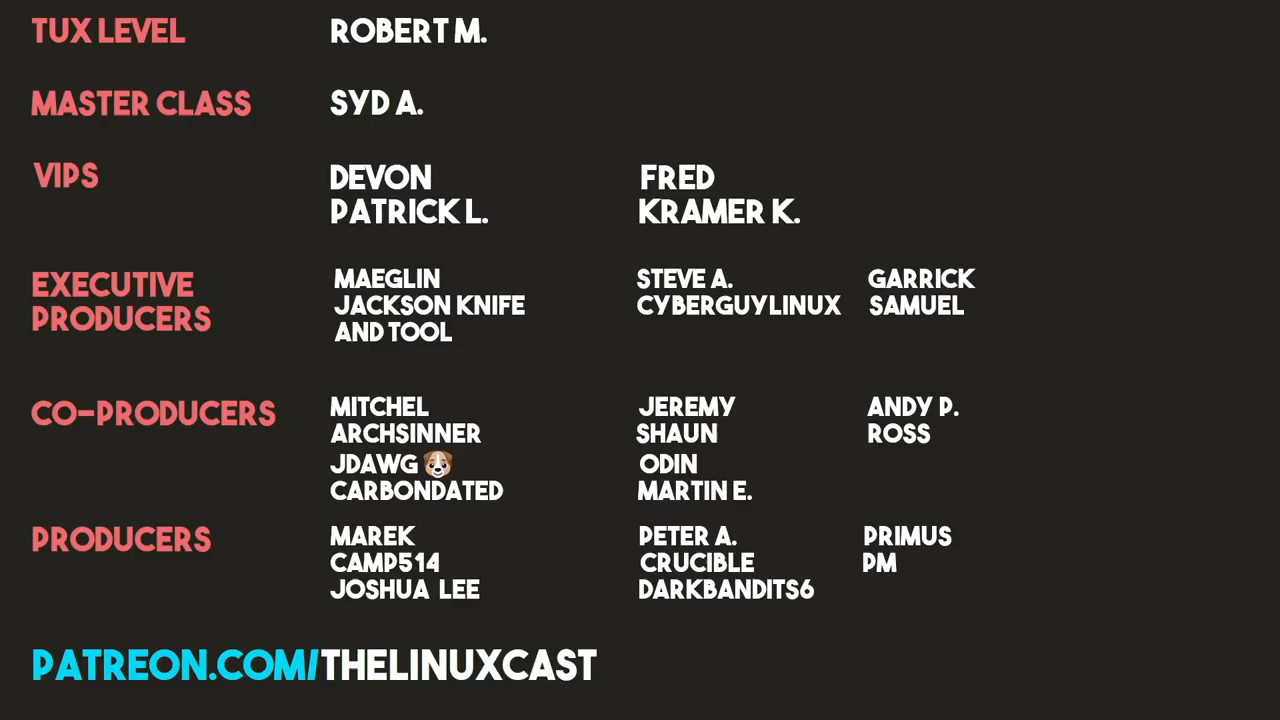 TUX LEVEL ROBERT M.
MASTER CLASS SYD A.
VIPS DEVON FRED
PATRICK L. KRAMER K.
EXECUTIVE PRODUCERS
MAEGLIN STEVE A. GARRICK
JACKSON KNIFE CYBERGUYLINUX SAMUEL
AND TOOL
CO-PRODUCERS MITCHEL JEREMY ANDY P.
ARCHSINNER SHAUN ROSS
JDAWG 🐶 ODIN
CARBONDATED MARTIN E.
PRODUCERS MAREK PETER A. PRIMUS
CAMP514 CRUCIBLE PM
JOSHUA LEE DARKBANDITS6
PATREON.COM/THELINUXCAST